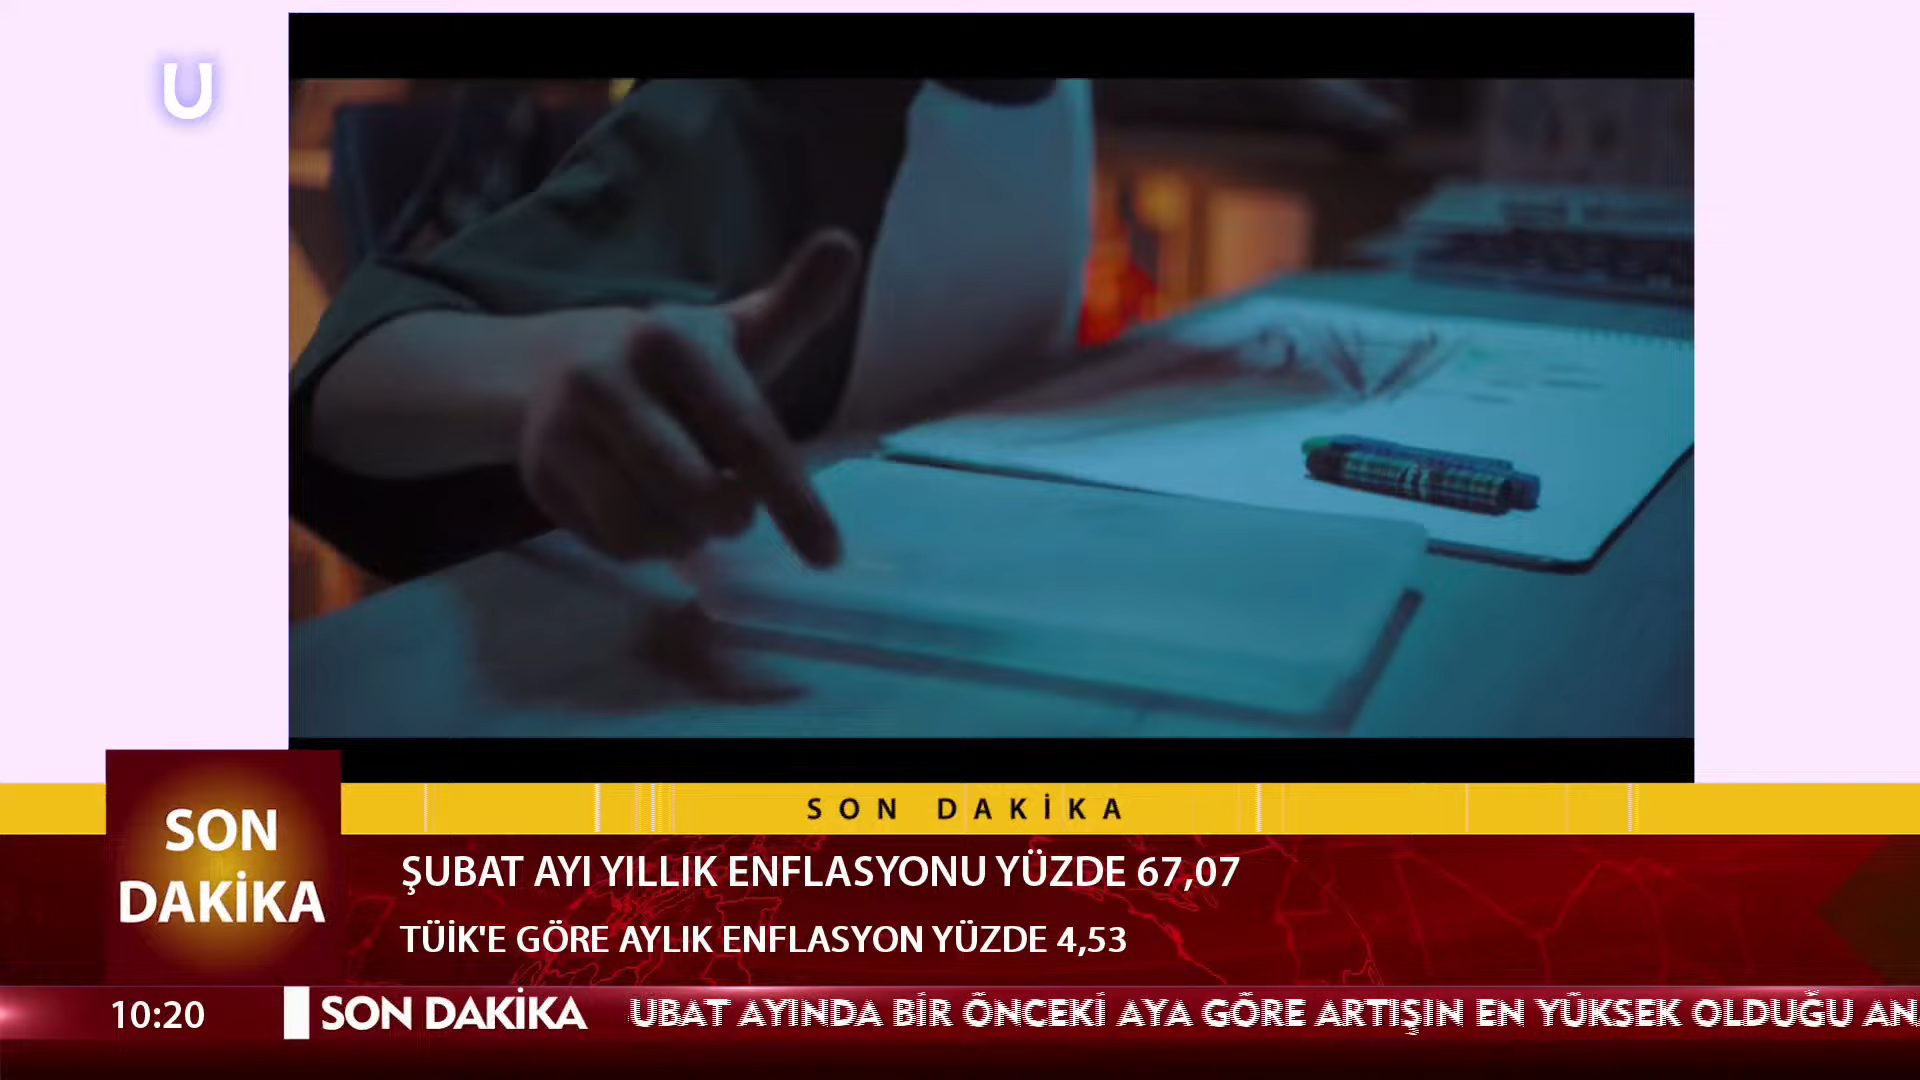 U
SON DAKİKA
SON
DAKİKA
ŞUBAT AYI YILLIK ENFLASYONU YÜZDE 67,07
TÜİK'E GÖRE AYLIK ENFLASYON YÜZDE 4,53
10:20
SON DAKİKA
UBAT AYINDA BİR ÖNCEKİ AYA GÖRE ARTIŞIN EN YÜKSEK OLDUĞU AN